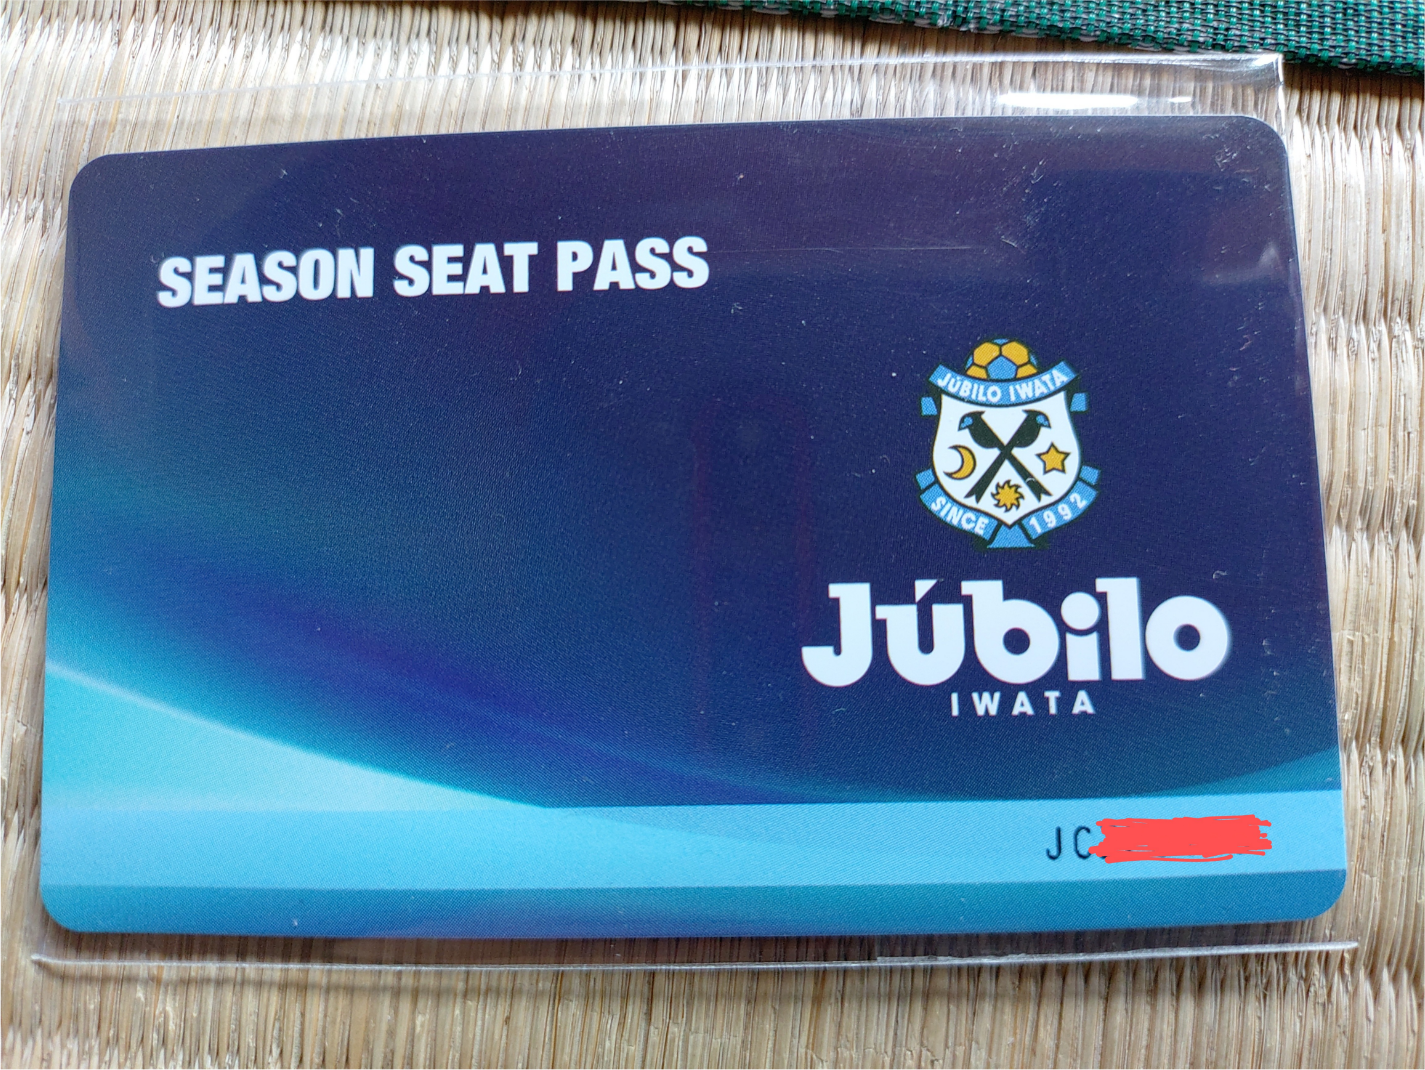 SEASON SEAT PASS
JÚBILO IWATA
SINCE 1992
Júbilo
IWATA
JC